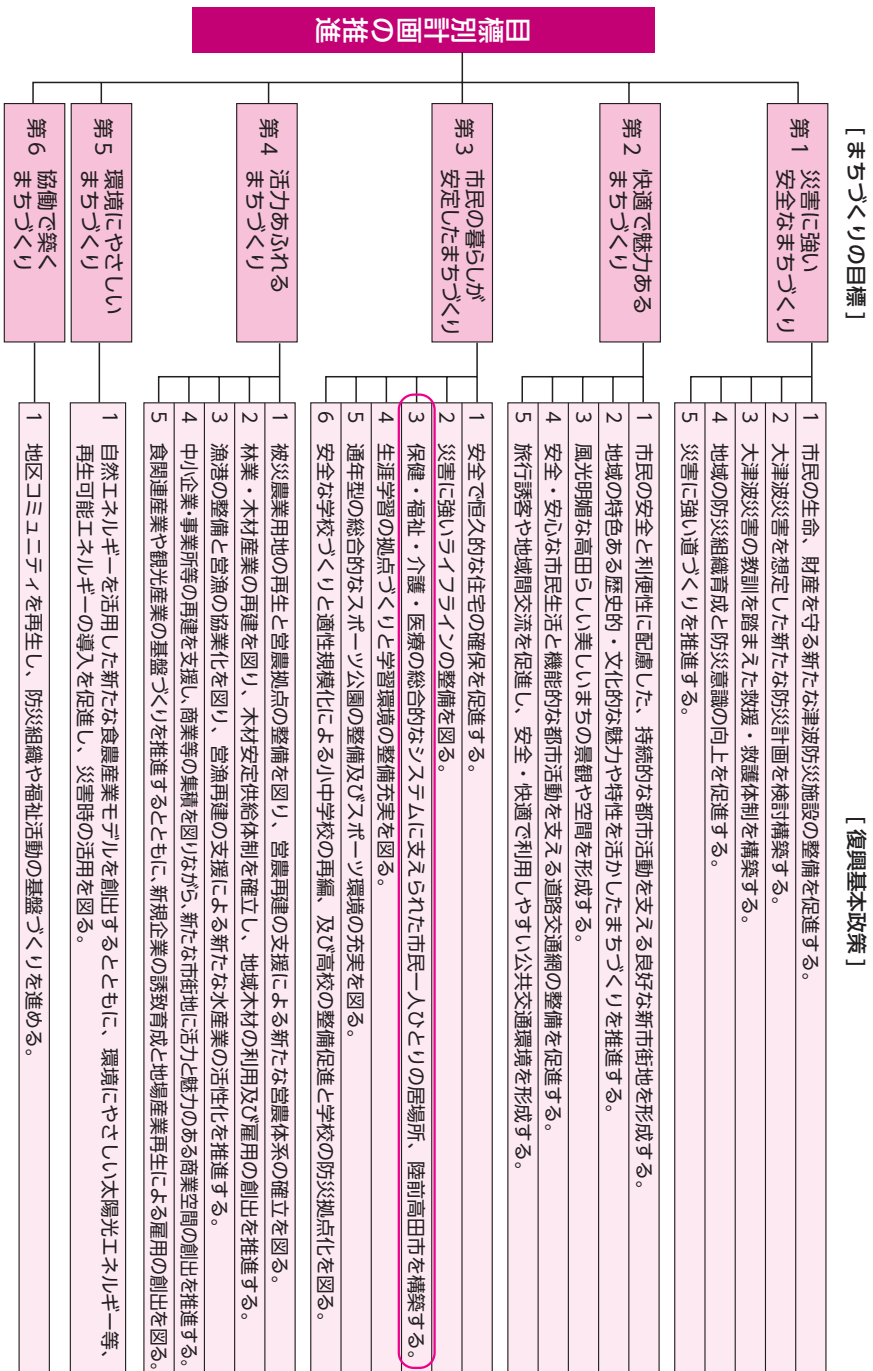 目標別計画の推進
[ まちづくりの目標 ]
[ 復興基本政策 ]
第1 災害に強い
安全なまちづくり
1 市民の生命、財産を守る新たな津波防災施設の整備を促進する。
2 大津波災害を想定した新たな防災計画を検討構築する。
3 大津波災害の教訓を踏まえた救援・救護体制を構築する。
4 地域の防災組織育成と防災意識の向上を促進する。
5 災害に強い道づくりを推進する。
第2 快適で魅力ある
まちづくり
1 市民の安全と利便性に配慮した、持続的な都市活動を支える良好な新市街地を形成する。
2 地域の特色ある歴史的・文化的な魅力や特性を活かしたまちづくりを推進する。
3 風光明媚な高田らしい美しいまちの景観や空間を形成する。
4 安全・安心な市民生活と機能的な都市活動を支える道路交通網の整備を促進する。
5 旅行誘客や地域間交流を促進し、安全・快適で利用しやすい公共交通環境を形成する。
第3 市民の暮らしが
安定したまちづくり
1 安全で恒久的な住宅の確保を促進する。
2 災害に強いライフラインの整備を図る。
3 保健・福祉・介護・医療の総合的なシステムに支えられた市民一人ひとりの居場所、陸前高田市を構築する。
4 生涯学習の拠点づくりと学習環境の整備充実を図る。
5 通年型の総合的なスポーツ公園の整備及びスポーツ環境の充実を図る。
6 安全な学校づくりと適性規模化による小中学校の再編、及び高校の整備促進と学校の防災拠点化を図る。
第4 活力あふれる
まちづくり
1 被災農業用地の再生と営農拠点の整備を図り、営農再建の支援による新たな営農体系の確立を図る。
2 林業・木材産業の再建を図り、木材安定供給体制を確立し、地域木材の利用及び雇用の創出を推進する。
3 漁港の整備と営漁の協業化を図り、営漁再建の支援による新たな水産業の活性化を推進する。
4 中小企業・事業所等の再建を支援し、商業等の集積を図りながら、新たな市街地に活力と魅力のある商業空間の創出を推進する。
5 食関連産業や観光産業の基盤づくりを推進するとともに、新規企業の誘致育成と地場産業再生による雇用の創出を図る。
第5 環境にやさしい
まちづくり
1 自然エネルギーを活用した新たな食農産業モデルを創出するとともに、環境にやさしい太陽光エネルギー等、
再生可能エネルギーの導入を促進し、災害時の活用を図る。
第6 協働で築く
まちづくり
1 地区コミュニティを再生し、防災組織や福祉活動の基盤づくりを進める。